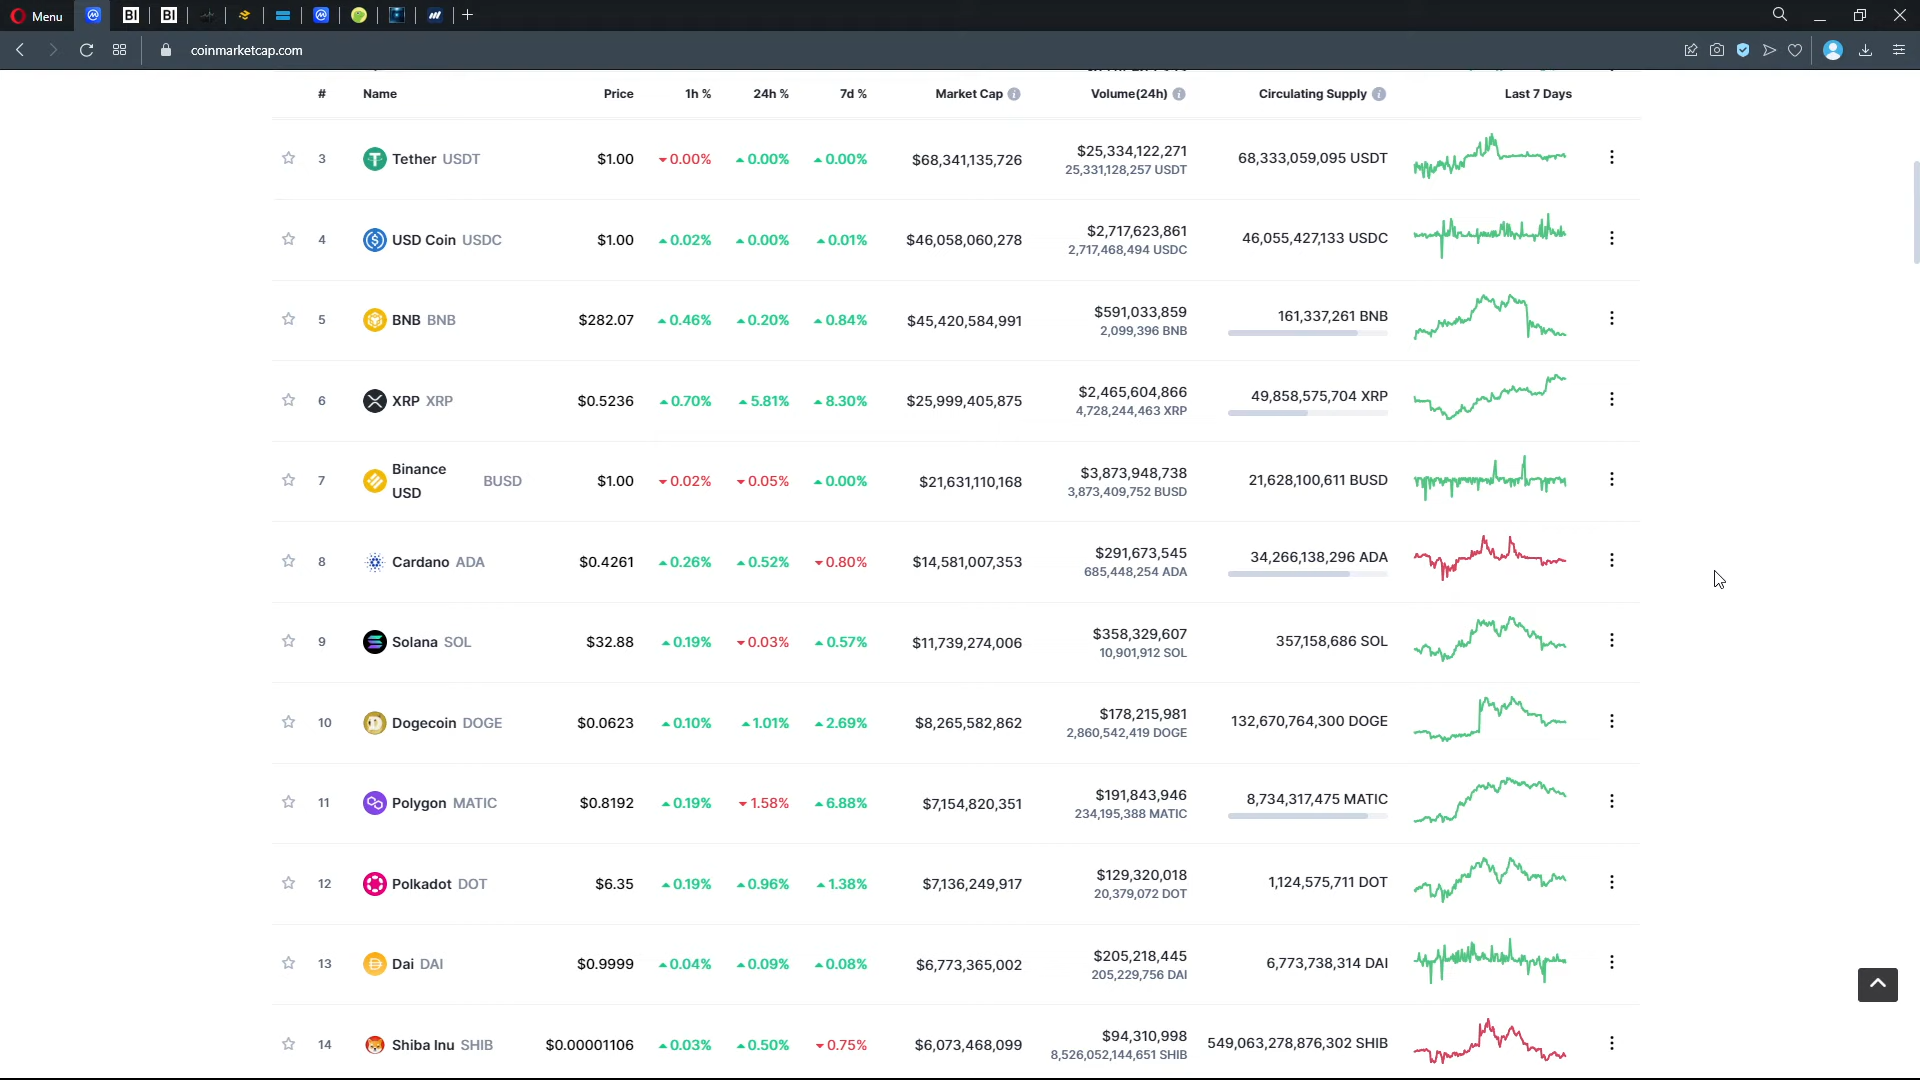 Menu
BI
BI
coinmarketcap.com
# Name Price 1h % 24h % 7d % Market Cap Volume(24h) Circulating Supply Last 7 Days
3 Tether USDT $1.00 0.00% 0.00% 0.00% $68,341,135,726 $25,334,122,271 68,333,059,095 USDT
25,331,128,257 USDT
4 USD Coin USDC $1.00 0.02% 0.00% 0.01% $46,058,060,278 $2,717,623,861 46,055,427,133 USDC
2,717,468,494 USDC
5 BNB BNB $282.07 0.46% 0.20% 0.84% $45,420,584,991 $591,033,859 161,337,261 BNB
2,099,396 BNB
6 XRP XRP $0.5236 0.70% 5.81% 8.30% $25,999,405,875 $2,465,604,866 49,858,575,704 XRP
4,728,244,463 XRP
7 Binance USD BUSD $1.00 0.02% 0.05% 0.00% $21,631,110,168 $3,873,948,738 21,628,100,611 BUSD
3,873,409,752 BUSD
8 Cardano ADA $0.4261 0.26% 0.52% 0.80% $14,581,007,353 $291,673,545 34,266,138,296 ADA
685,448,254 ADA
9 Solana SOL $32.88 0.19% 0.03% 0.57% $11,739,274,006 $358,329,607 357,158,686 SOL
10,901,912 SOL
10 Dogecoin DOGE $0.0623 0.10% 1.01% 2.69% $8,265,582,862 $178,215,981 132,670,764,300 DOGE
2,860,542,419 DOGE
11 Polygon MATIC $0.8192 0.19% 1.58% 6.88% $7,154,820,351 $191,843,946 8,734,317,475 MATIC
234,195,388 MATIC
12 Polkadot DOT $6.35 0.19% 0.96% 1.38% $7,136,249,917 $129,320,018 1,124,575,711 DOT
20,379,072 DOT
13 Dai DAI $0.9999 0.04% 0.09% 0.08% $6,773,365,002 $205,218,445 6,773,738,314 DAI
205,229,756 DAI
14 Shiba Inu SHIB $0.00001106 0.03% 0.50% 0.75% $6,073,468,099 $94,310,998 549,063,278,876,302 SHIB
8,526,052,144,651 SHIB